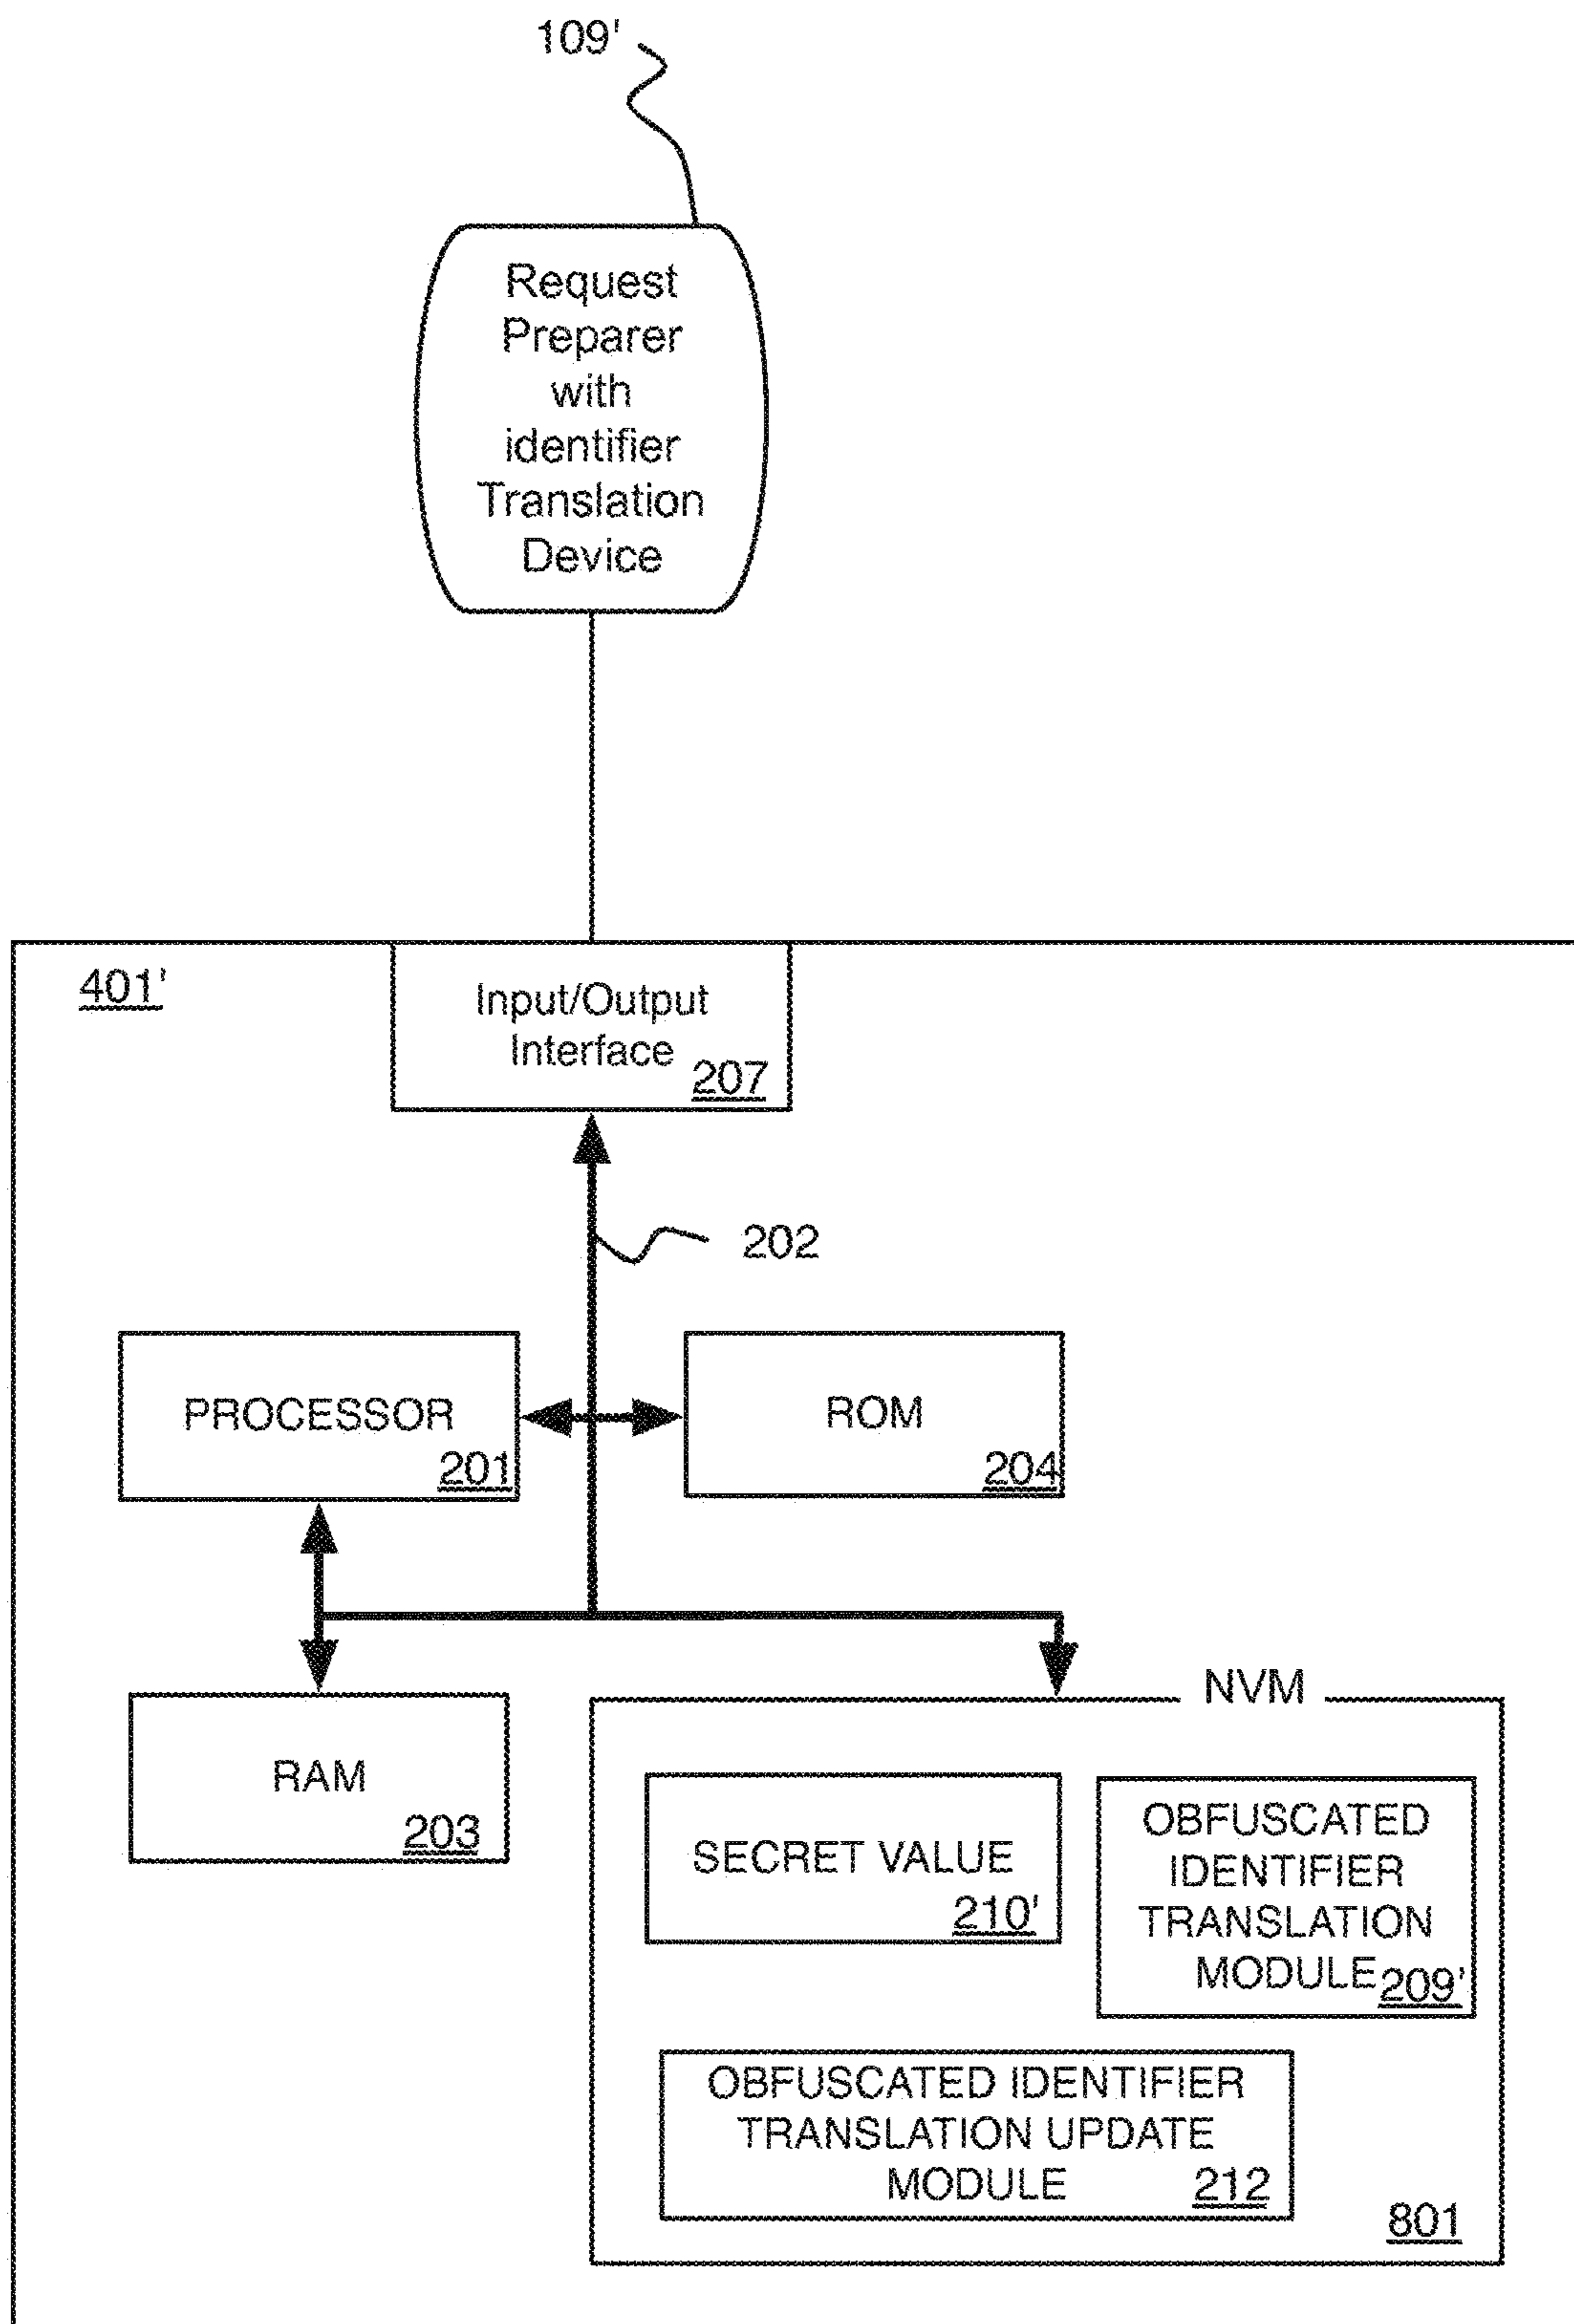 109'
Request
Preparer
with
identifier
Translation
Device
401'
Input/Output
Interface
207
202
PROCESSOR
201
ROM
204
NVM
RAM
203
SECRET VALUE
210'
OBFUSCATED
IDENTIFIER
TRANSLATION
MODULE
209'
OBFUSCATED IDENTIFIER
TRANSLATION UPDATE
MODULE
212
801